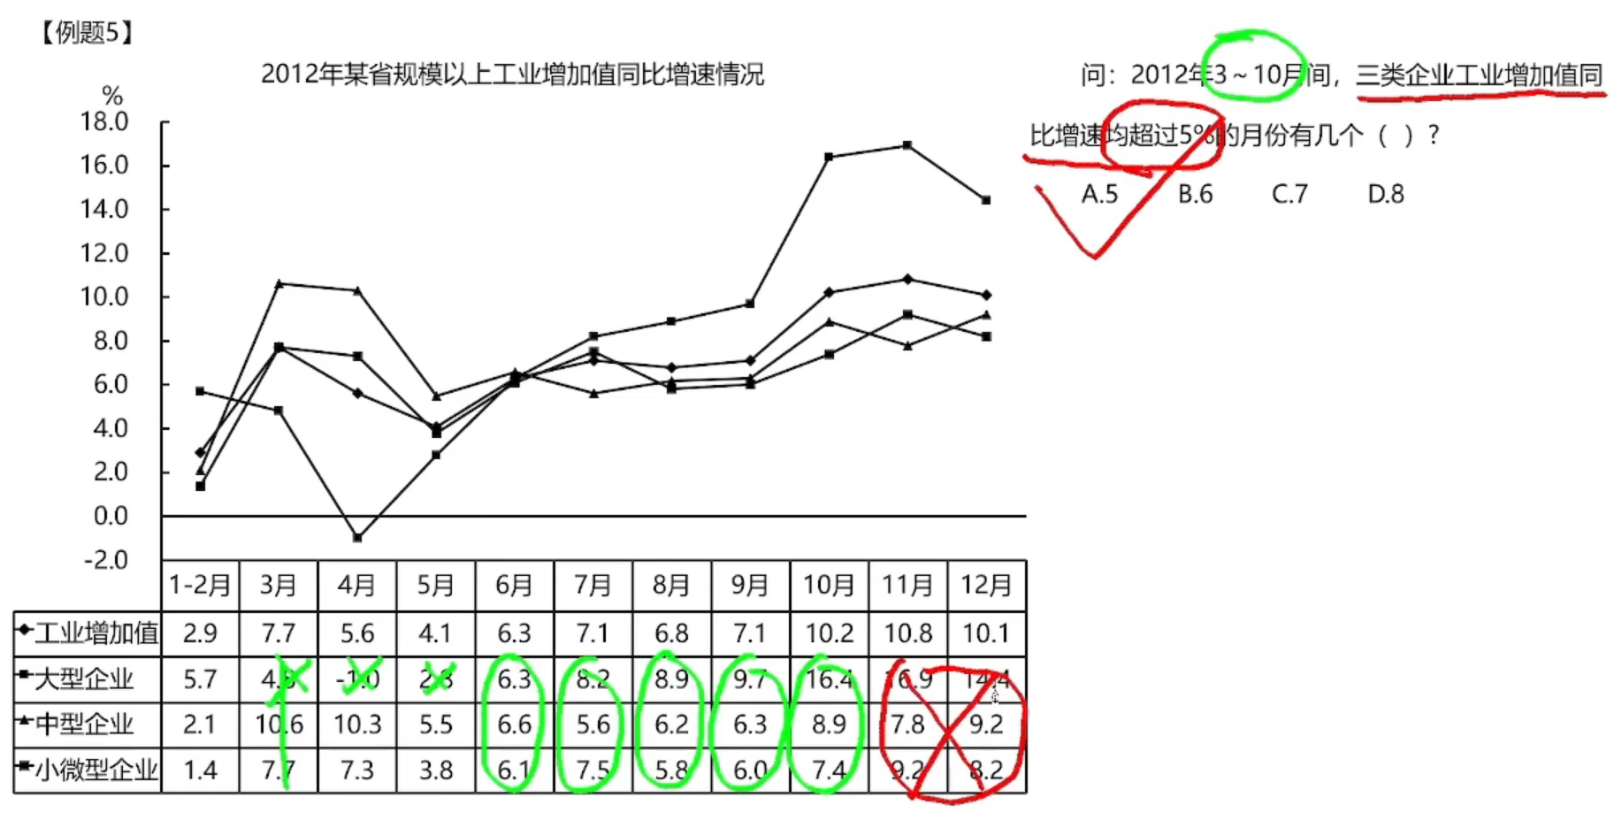 【例题5】
2012年某省规模以上工业增加值同比增速情况
%
18.0
16.0
14.0
12.0
10.0
8.0
6.0
4.0
2.0
0.0
-2.0
1-2月 3月 4月 5月 6月 7月 8月 9月 10月 11月 12月
工业增加值 2.9 7.7 5.6 4.1 6.3 7.1 6.8 7.1 10.2 10.8 10.1
大型企业 5.7 4.8 -1.0 2.8 6.3 8.2 8.9 9.7 16.4 16.9 14.4
中型企业 2.1 10.6 10.3 5.5 6.6 5.6 6.2 6.3 8.9 7.8 9.2
小微型企业 1.4 7.7 7.3 3.8 6.1 7.5 5.8 6.0 7.4 9.2 8.2
问：2012年3～10月间，三类企业工业增加值同
比增速均超过5%的月份有几个（ ）?
A.5 B.6 C.7 D.8